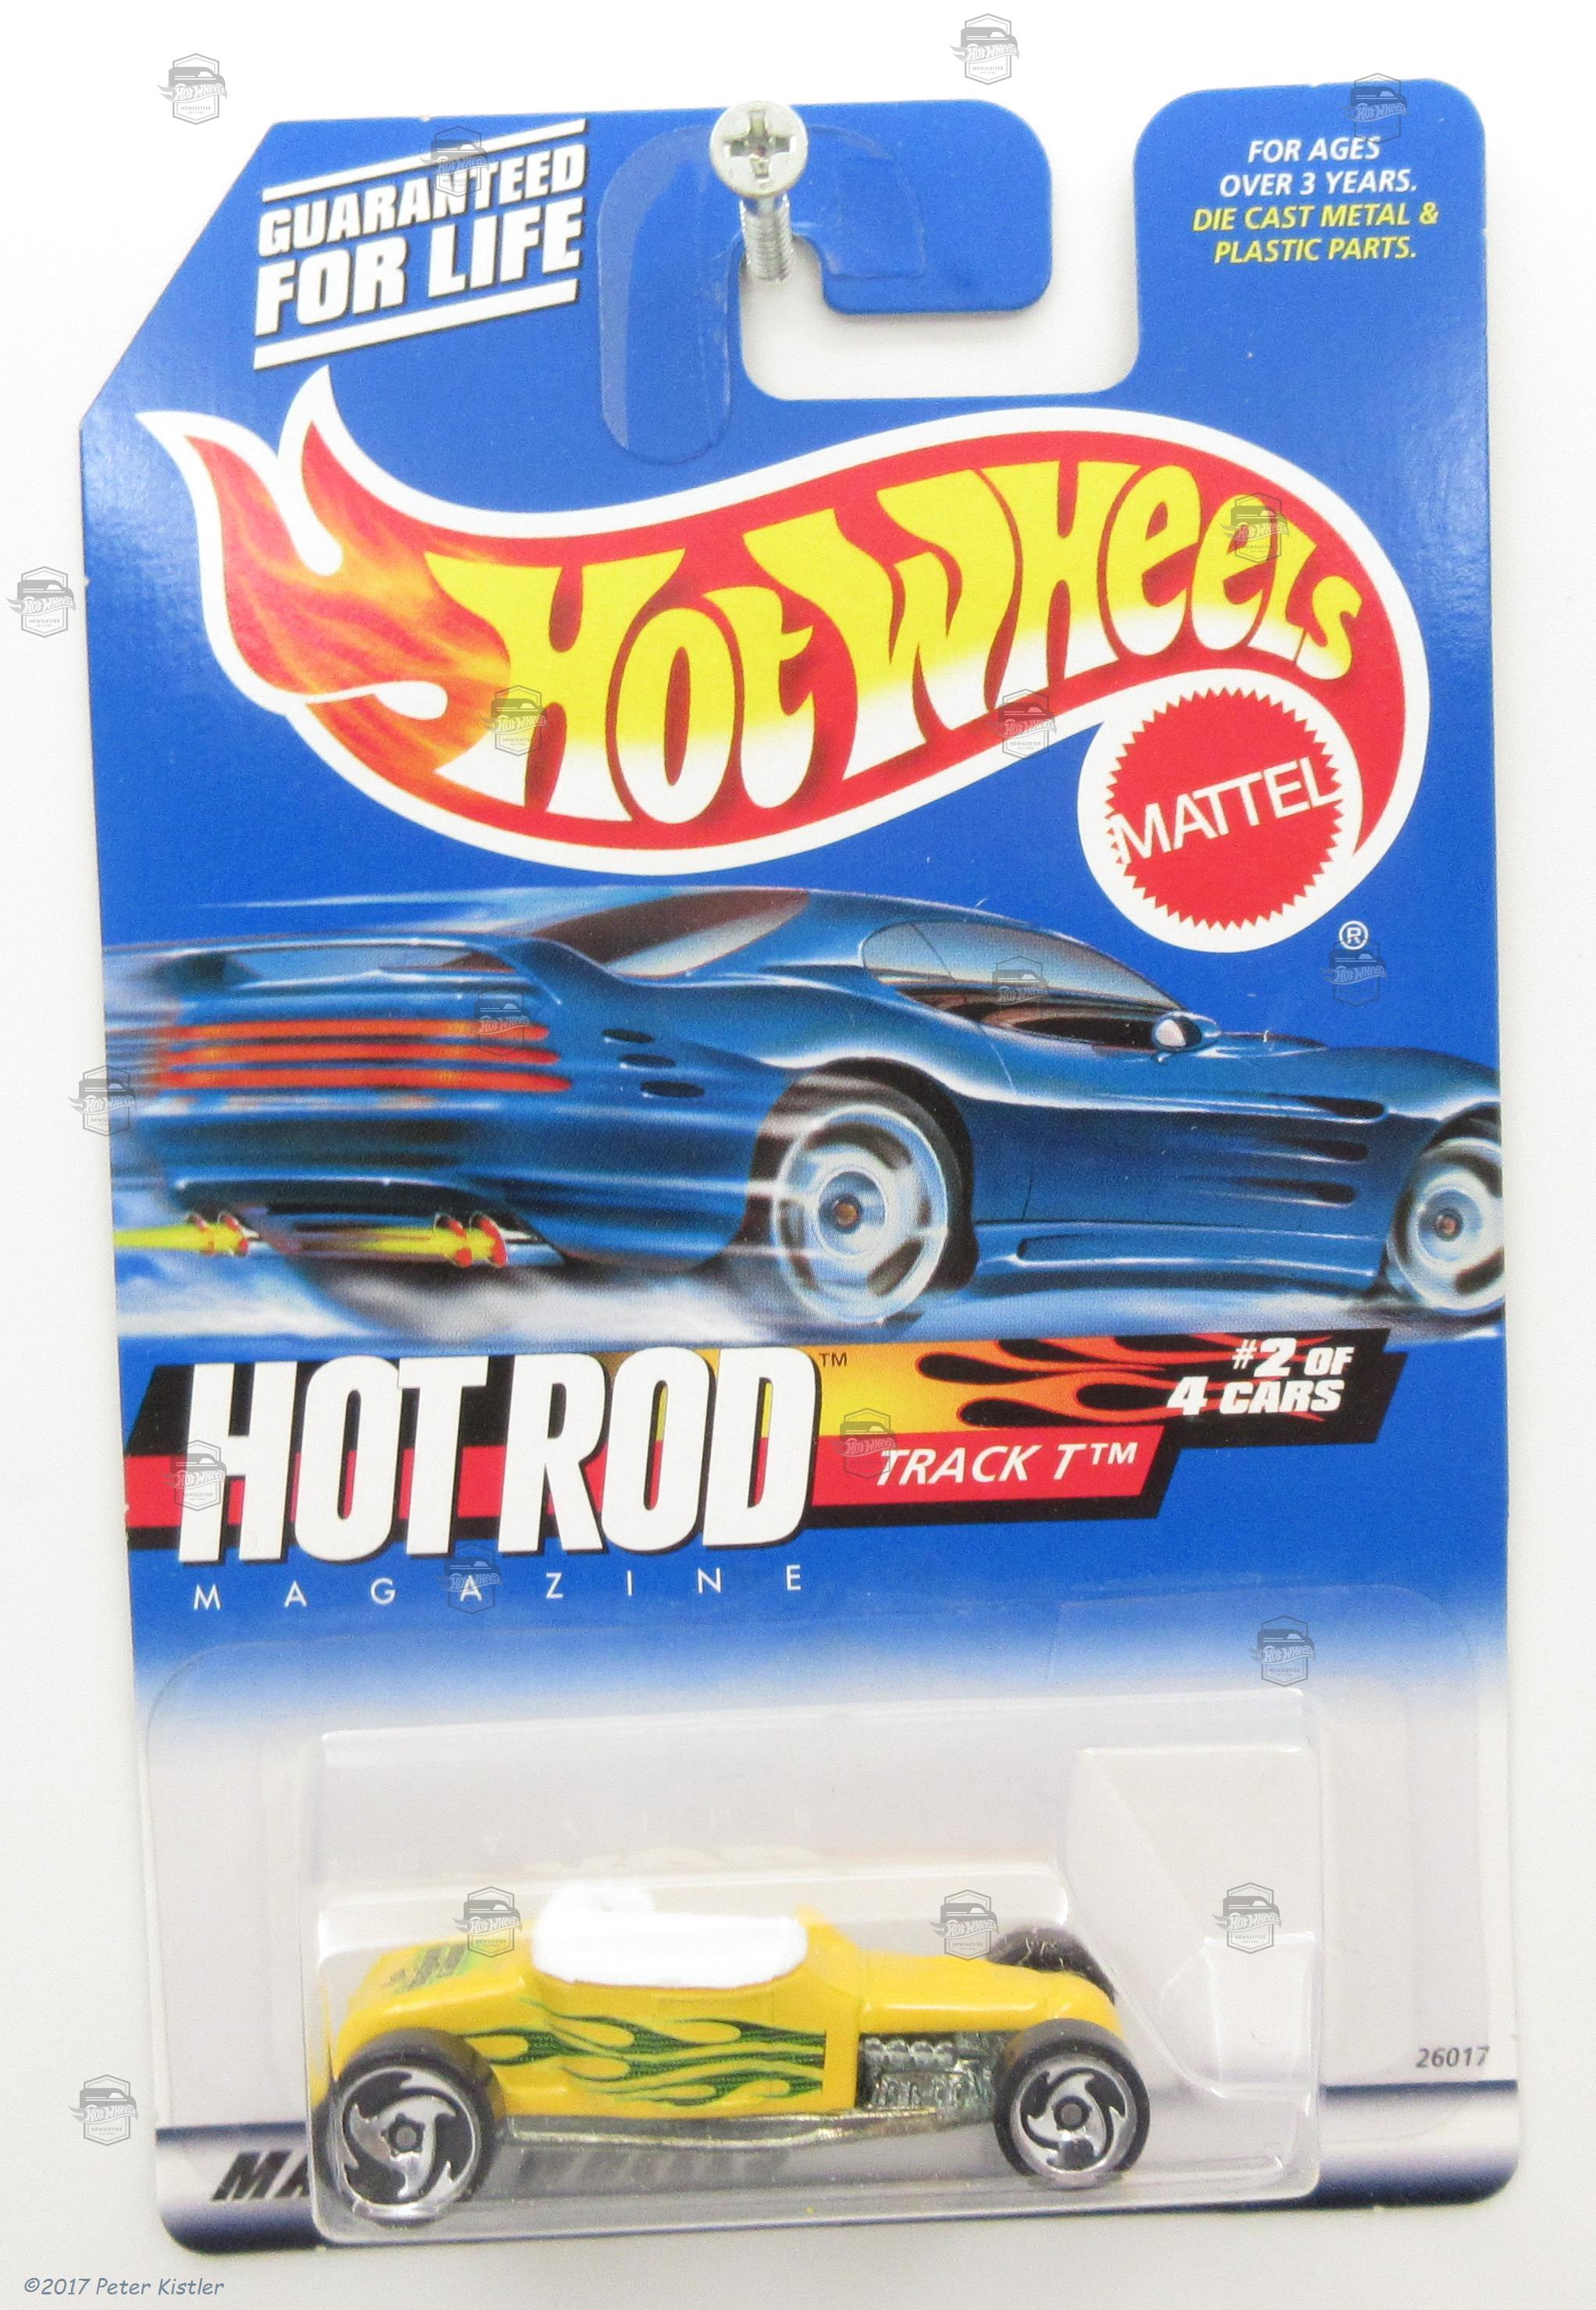 GUARANTEED
FOR LIFE
FOR AGES
OVER 3 YEARS.
DIE CAST METAL &
PLASTIC PARTS.
Hot Wheels
MATTEL
®
HOT ROD™
MAGAZINE
#2 OF
4 CARS
TRACK T™
26017
©2017 Peter Kistler